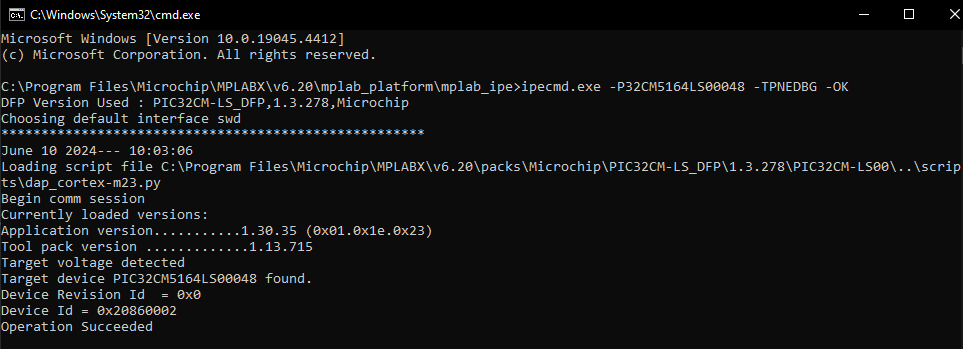 C:\Windows\System32\cmd.exe
Microsoft Windows [Version 10.0.19045.4412]
(c) Microsoft Corporation. All rights reserved.
C:\Program Files\Microchip\MPLABX\v6.20\mplab_platform\mplab_ipe>ipecmd.exe -P32CM5164LS00048 -TPNEDBG -OK
DFP Version Used : PIC32CM-LS_DFP,1.3.278,Microchip
Choosing default interface swd
*****************************************************
June 10 2024--- 10:03:06
Loading script file C:\Program Files\Microchip\MPLABX\v6.20\packs\Microchip\PIC32CM-LS_DFP\1.3.278\PIC32CM-LS00\..\scrip
ts\dap_cortex-m23.py
Begin comm session
Currently loaded versions:
Application version...........1.30.35 (0x01.0x1e.0x23)
Tool pack version .............1.13.715
Target voltage detected
Target device PIC32CM5164LS00048 found.
Device Revision Id  = 0x0
Device Id = 0x20860002
Operation Succeeded